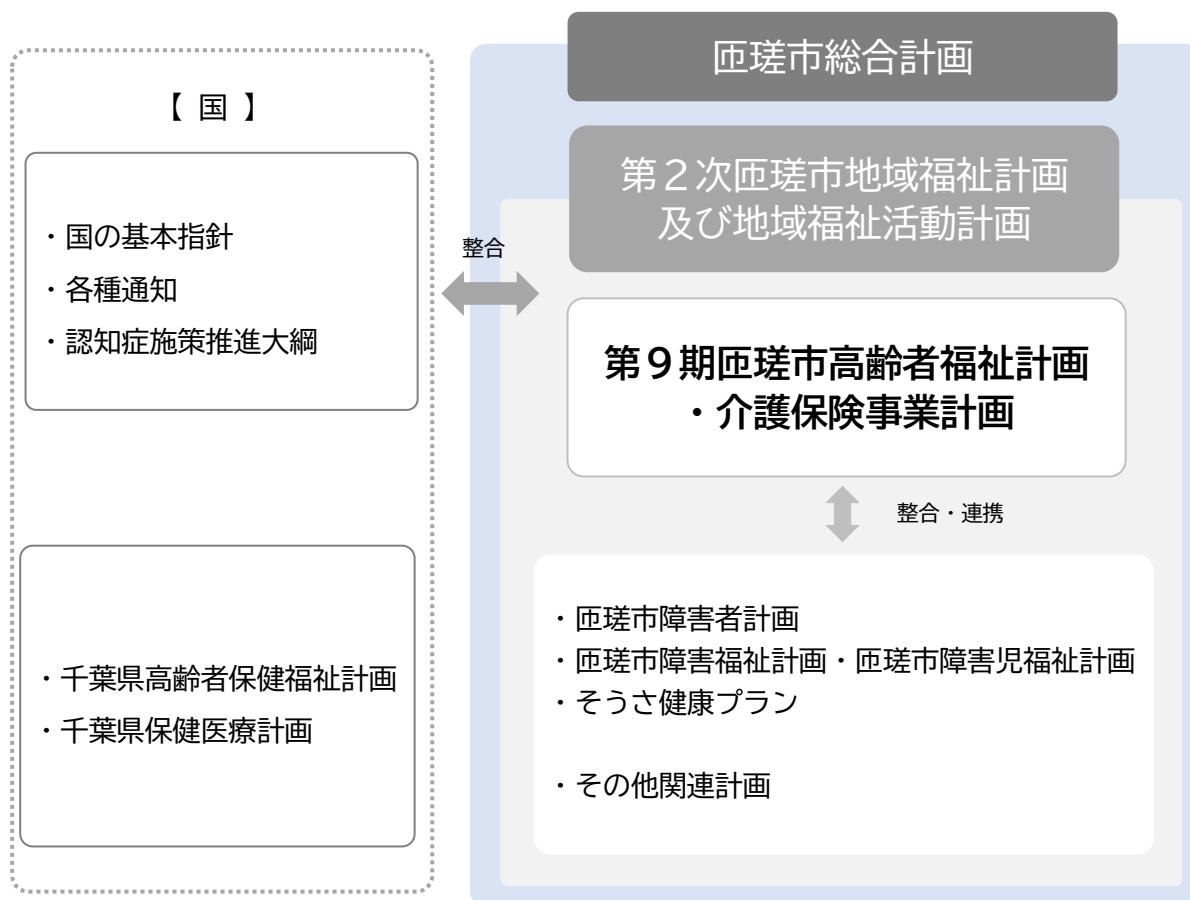 【 国 】
・国の基本指針
・各種通知
・認知症施策推進大綱
・千葉県高齢者保健福祉計画
・千葉県保健医療計画
整合
匝瑳市総合計画
第２次匝瑳市地域福祉計画
及び地域福祉活動計画
第９期匝瑳市高齢者福祉計画
・介護保険事業計画
整合・連携
・匝瑳市障害者計画
・匝瑳市障害福祉計画・匝瑳市障害児福祉計画
・そうさ健康プラン
・その他関連計画